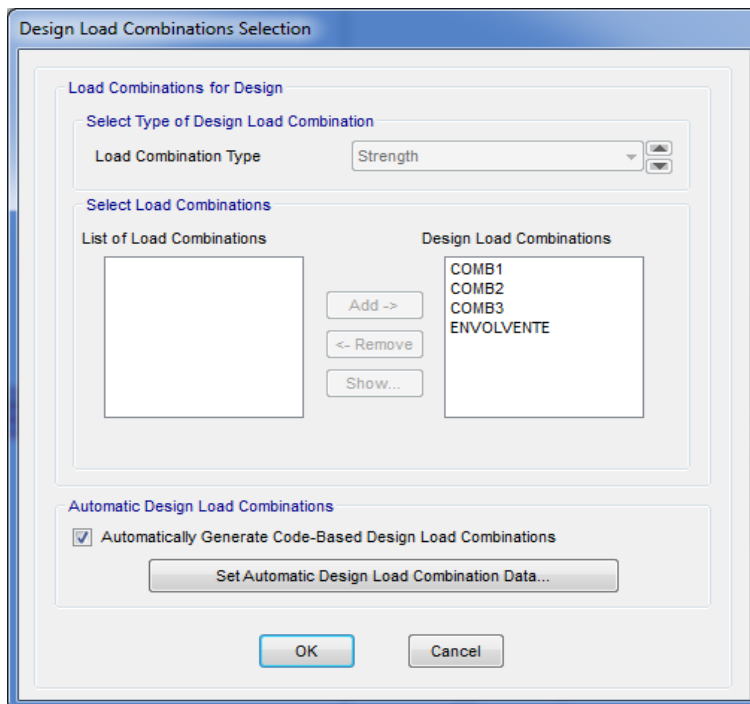 Design Load Combinations Selection
Load Combinations for Design
Select Type of Design Load Combination
Load Combination Type
Strength
Select Load Combinations
List of Load Combinations
Design Load Combinations
COMB1
COMB2
COMB3
ENVOLVENTE
Add ->
<- Remove
Show...
Automatic Design Load Combinations
Automatically Generate Code-Based Design Load Combinations
Set Automatic Design Load Combination Data...
OK
Cancel